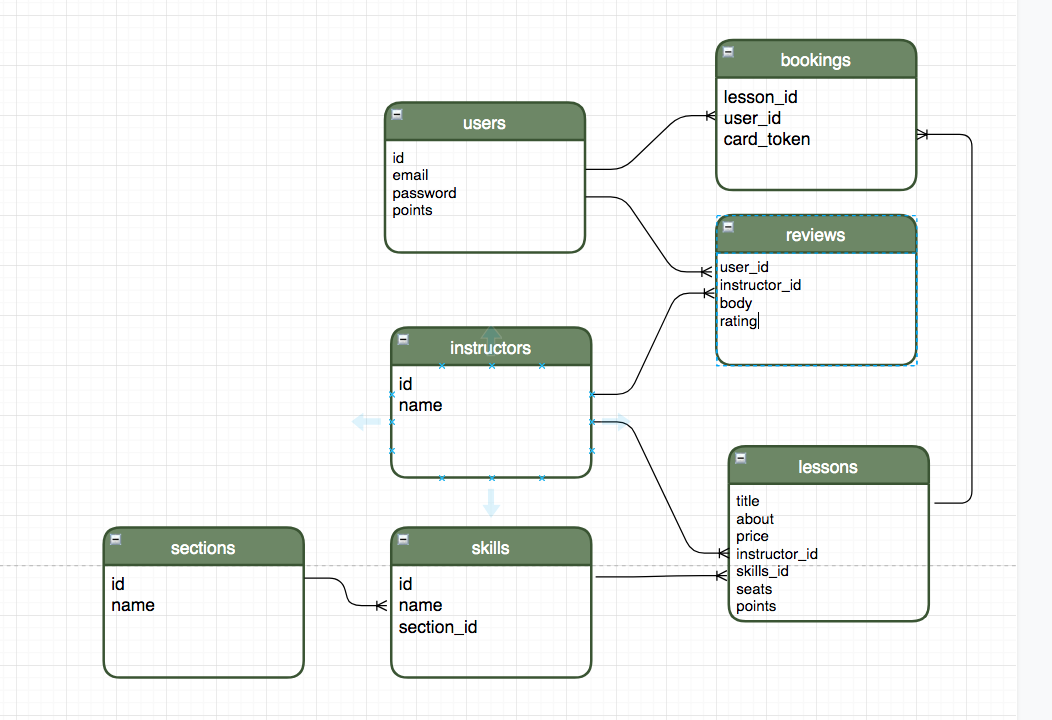 bookings
lesson_id
user_id
card_token
users
id
email
password
points
reviews
user_id
instructor_id
body
rating
instructors
id
name
lessons
title
about
price
instructor_id
skills_id
seats
points
sections
id
name
skills
id
name
section_id